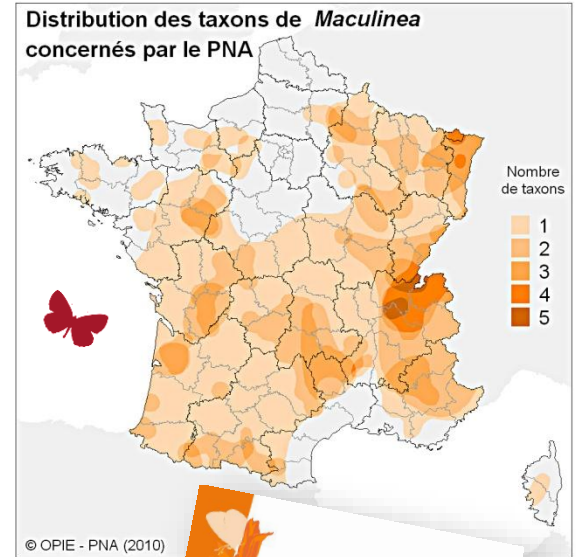 Distribution des taxons de Maculinea
concernés par le PNA
Nombre
de taxons
1
2
3
4
5
© OPIE - PNA (2010)